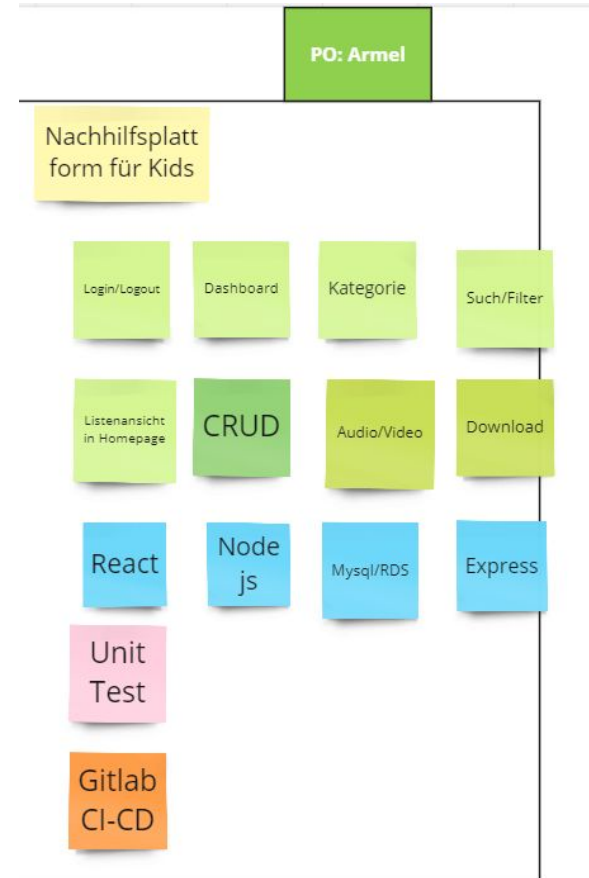 PO: Armel
Nachhilfsplatt
form für Kids
Login/Logout
Dashboard
Kategorie
Such/Filter
Listenansicht
in Homepage
CRUD
Audio/Video
Download
React
Node
js
Mysql/RDS
Express
Unit
Test
Gitlab
CI-CD